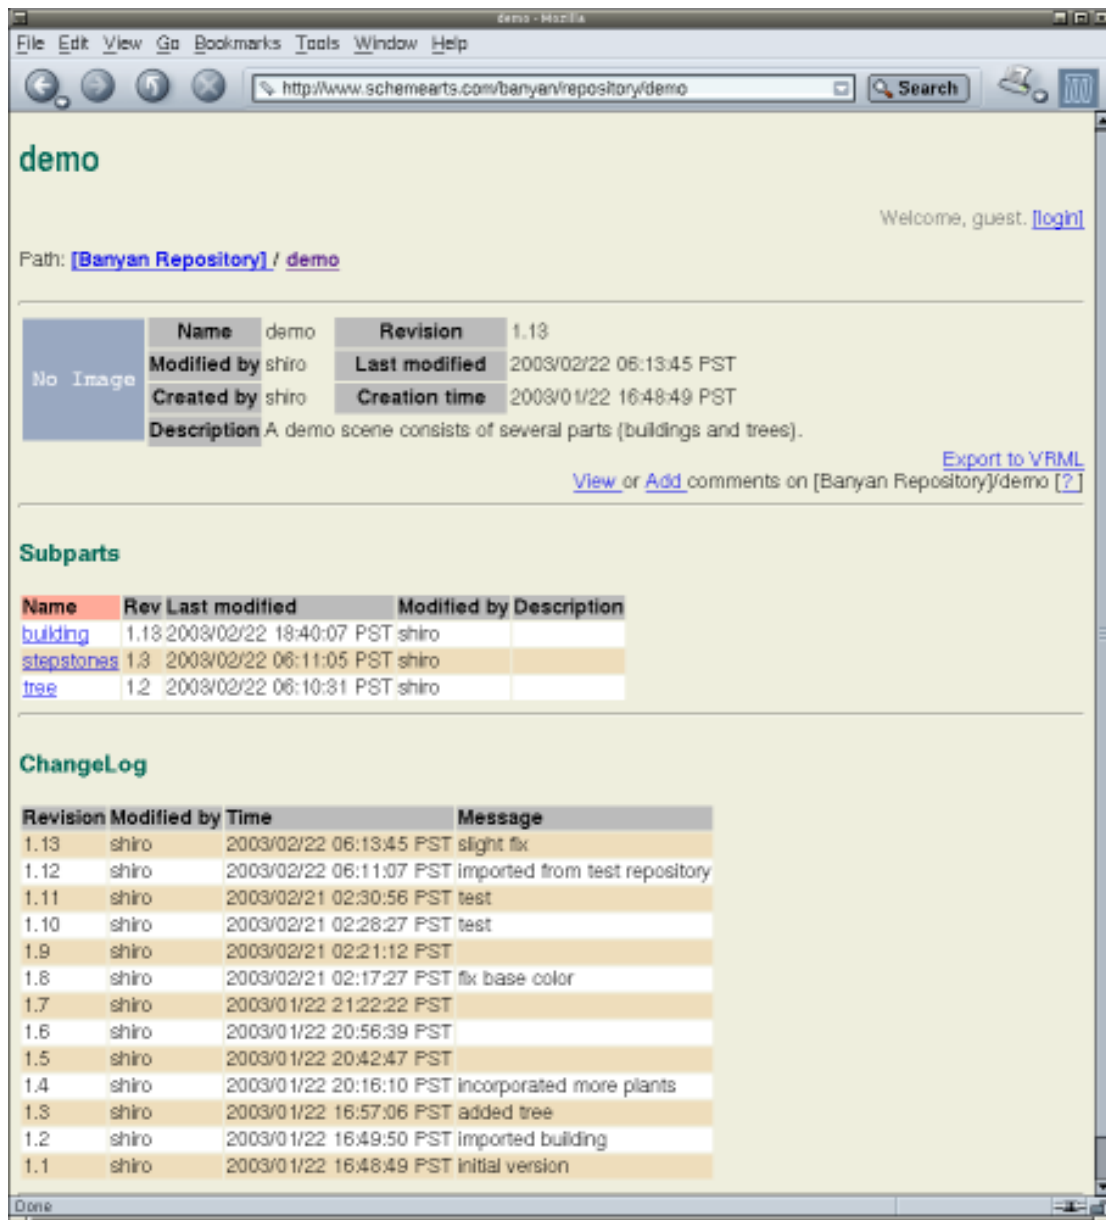 demo - Mozilla
File Edit View Go Bookmarks Tools Window Help
http://www.schemearts.com/banyan/repository/demo Search
demo
Welcome, guest. [login]
Path: [Banyan Repository] / demo
No Image
Name demo Revision 1.13
Modified by shiro Last modified 2003/02/22 06:13:45 PST
Created by shiro Creation time 2003/01/22 16:48:49 PST
Description A demo scene consists of several parts (buildings and trees).
Export to VRML
View or Add comments on [Banyan Repository]/demo [? ]
Subparts
Name Rev Last modified Modified by Description
building 1.13 2003/02/22 18:40:07 PST shiro
stepstones 1.3 2003/02/22 06:11:05 PST shiro
tree 1.2 2003/02/22 06:10:31 PST shiro
ChangeLog
Revision Modified by Time Message
1.13 shiro 2003/02/22 06:13:45 PST slight fix
1.12 shiro 2003/02/22 06:11:07 PST imported from test repository
1.11 shiro 2003/02/21 02:30:56 PST test
1.10 shiro 2003/02/21 02:28:27 PST test
1.9 shiro 2003/02/21 02:21:12 PST
1.8 shiro 2003/02/21 02:17:27 PST fix base color
1.7 shiro 2003/01/22 21:22:22 PST
1.6 shiro 2003/01/22 20:56:39 PST
1.5 shiro 2003/01/22 20:42:47 PST
1.4 shiro 2003/01/22 20:16:10 PST incorporated more plants
1.3 shiro 2003/01/22 16:57:06 PST added tree
1.2 shiro 2003/01/22 16:49:50 PST imported building
1.1 shiro 2003/01/22 16:48:49 PST initial version
Done